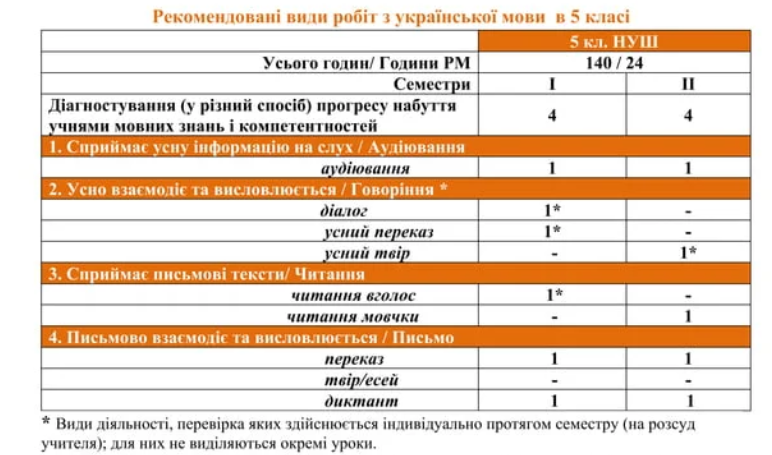 Рекомендовані види робіт з української мови в 5 класі
5 кл. НУШ
Усього годин/ Години РМ 140 / 24
Семестри I II
Діагностування (у різний спосіб) прогресу набуття
учнями мовних знань і компетентностей 4 4
1. Сприймає усну інформацію на слух / Аудіювання
аудіювання 1 1
2. Усно взаємодіє та висловлюється / Говоріння *
діалог 1* -
усний переказ 1* -
усний твір - 1*
3. Сприймає письмові тексти/ Читання
читання вголос 1* -
читання мовчки - 1
4. Письмово взаємодіє та висловлюється / Письмо
переказ 1 1
твір/есей - -
диктант 1 1
* Види діяльності, перевірка яких здійснюється індивідуально протягом семестру (на розсуд
учителя); для них не виділяються окремі уроки.